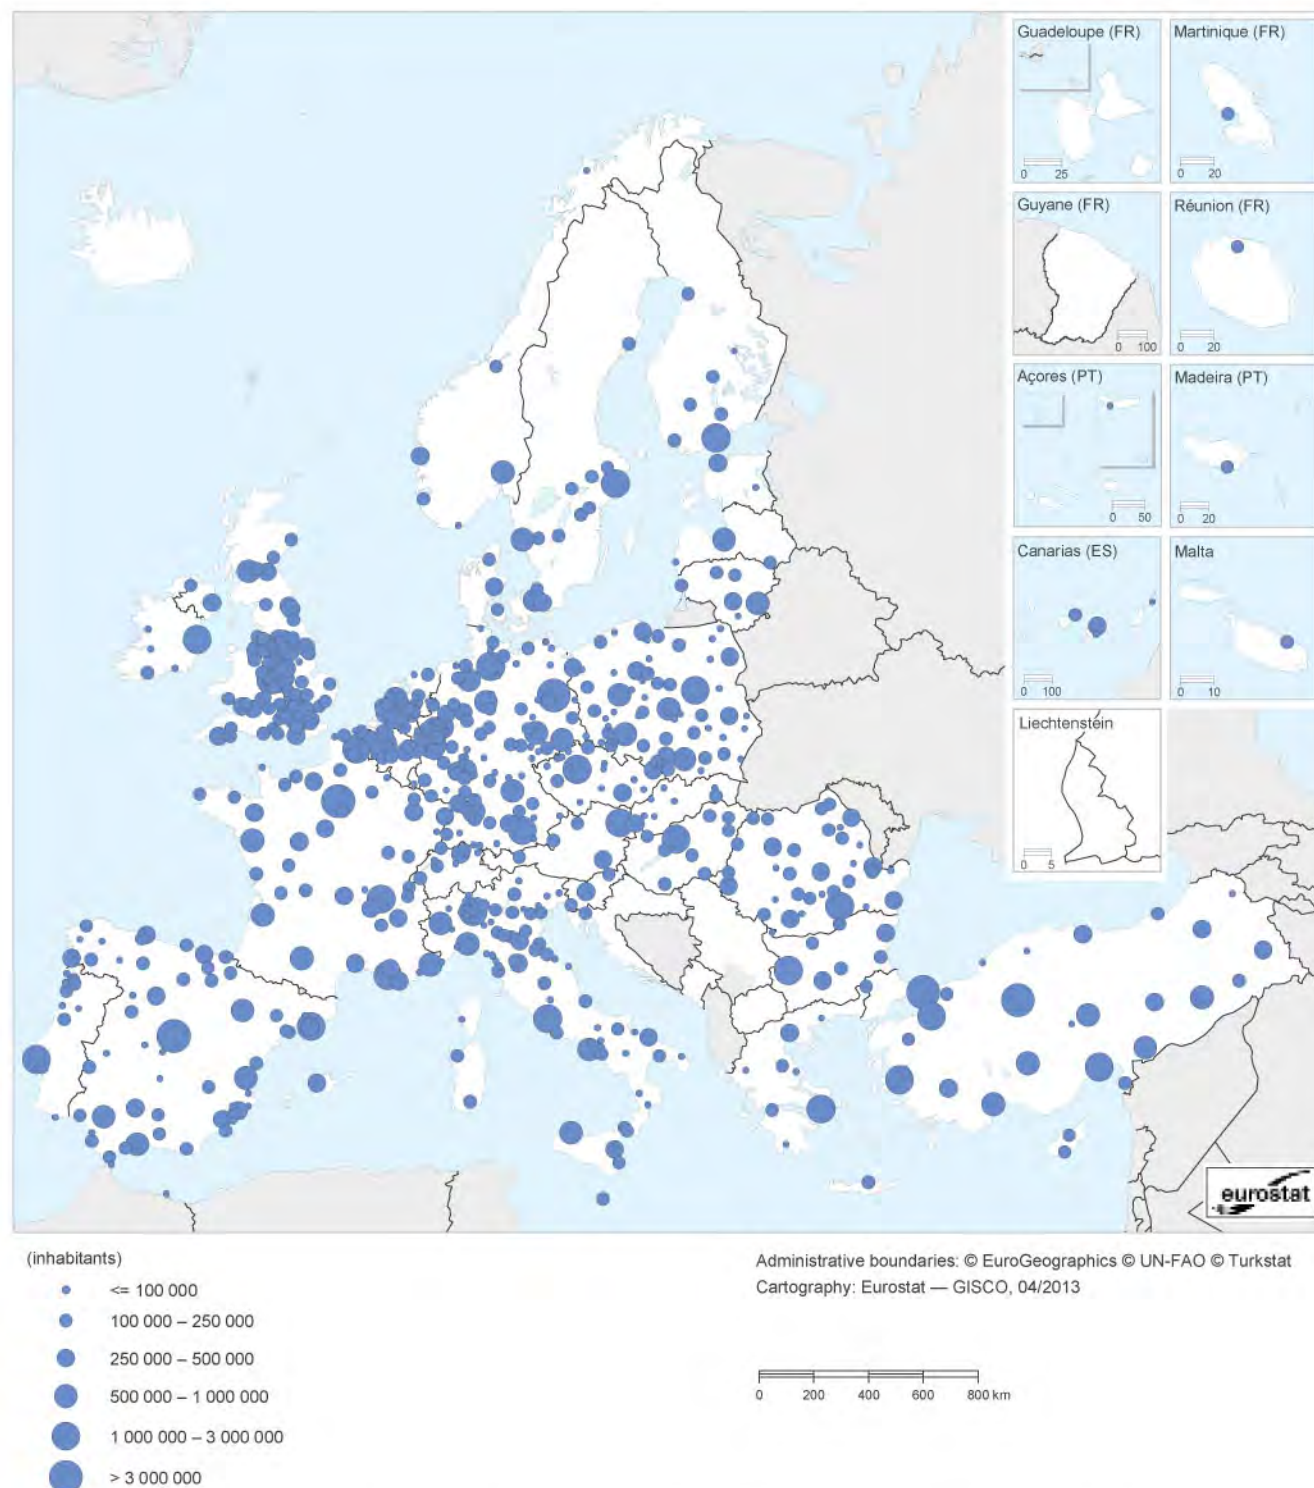 Guadeloupe (FR)
0 25
Martinique (FR)
0 20
Guyane (FR)
0 100
Réunion (FR)
0 20
Açores (PT)
0 50
Madeira (PT)
0 20
Canarias (ES)
0 100
Malta
0 10
Liechtenstein
0 5
eurostat
(inhabitants)
<= 100 000
100 000 – 250 000
250 000 – 500 000
500 000 – 1 000 000
1 000 000 – 3 000 000
> 3 000 000
Administrative boundaries: © EuroGeographics © UN-FAO © Turkstat
Cartography: Eurostat — GISCO, 04/2013
0 200 400 600 800 km